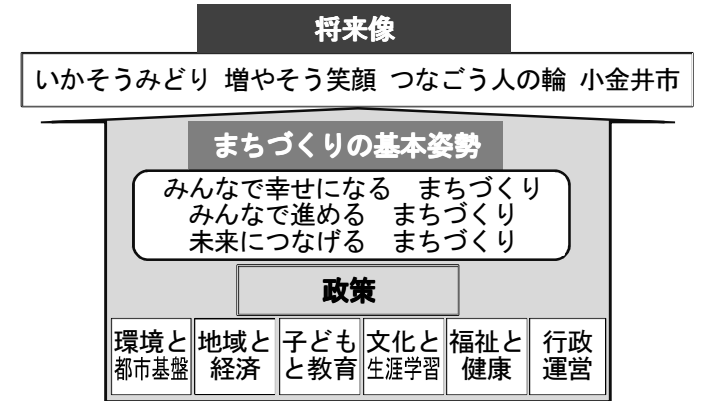 将来像
いかそうみどり 増やそう笑顔 つなごう人の輪 小金井市
まちづくりの基本姿勢
みんなで幸せになる　まちづくり
みんなで進める　まちづくり
未来につなげる　まちづくり
政策
環境と
都市基盤
地域と
経済
子ども
と教育
文化と
生涯学習
福祉と
健康
行政
運営